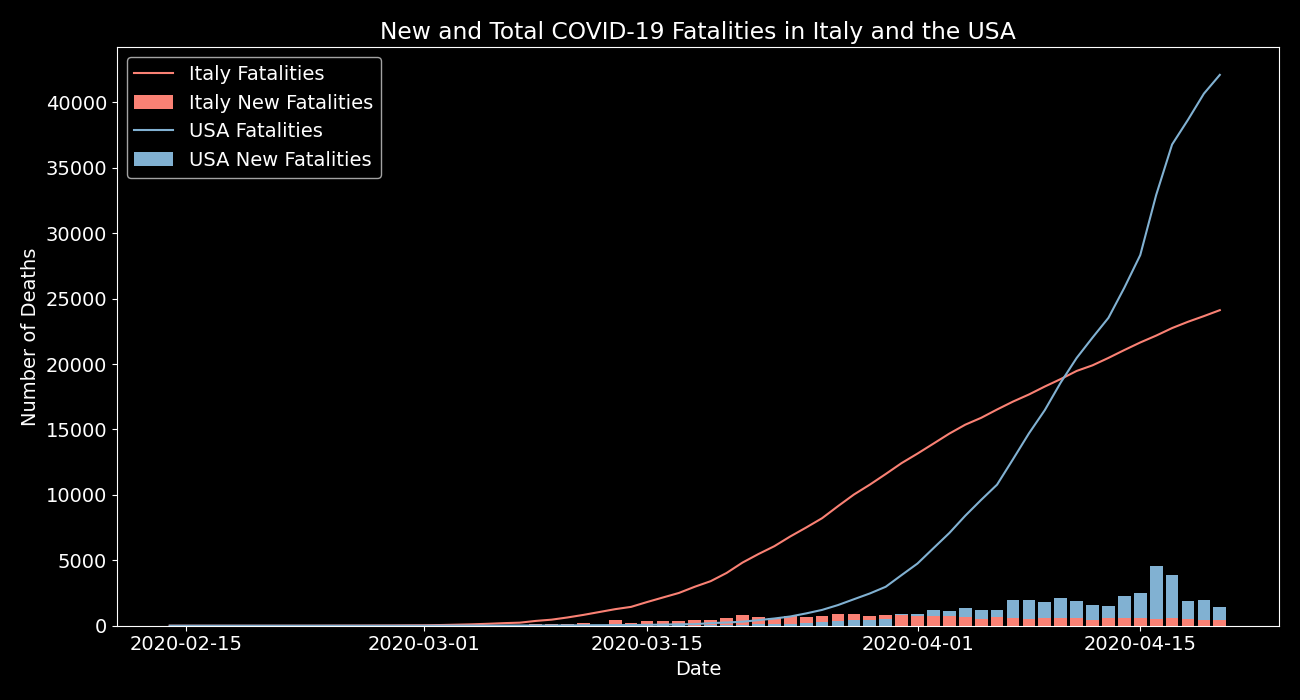 New and Total COVID-19 Fatalities in Italy and the USA
Italy Fatalities
Italy New Fatalities
USA Fatalities
USA New Fatalities
Number of Deaths
40000
35000
30000
25000
20000
15000
10000
5000
0
2020-02-15
2020-03-01
2020-03-15
2020-04-01
2020-04-15
Date